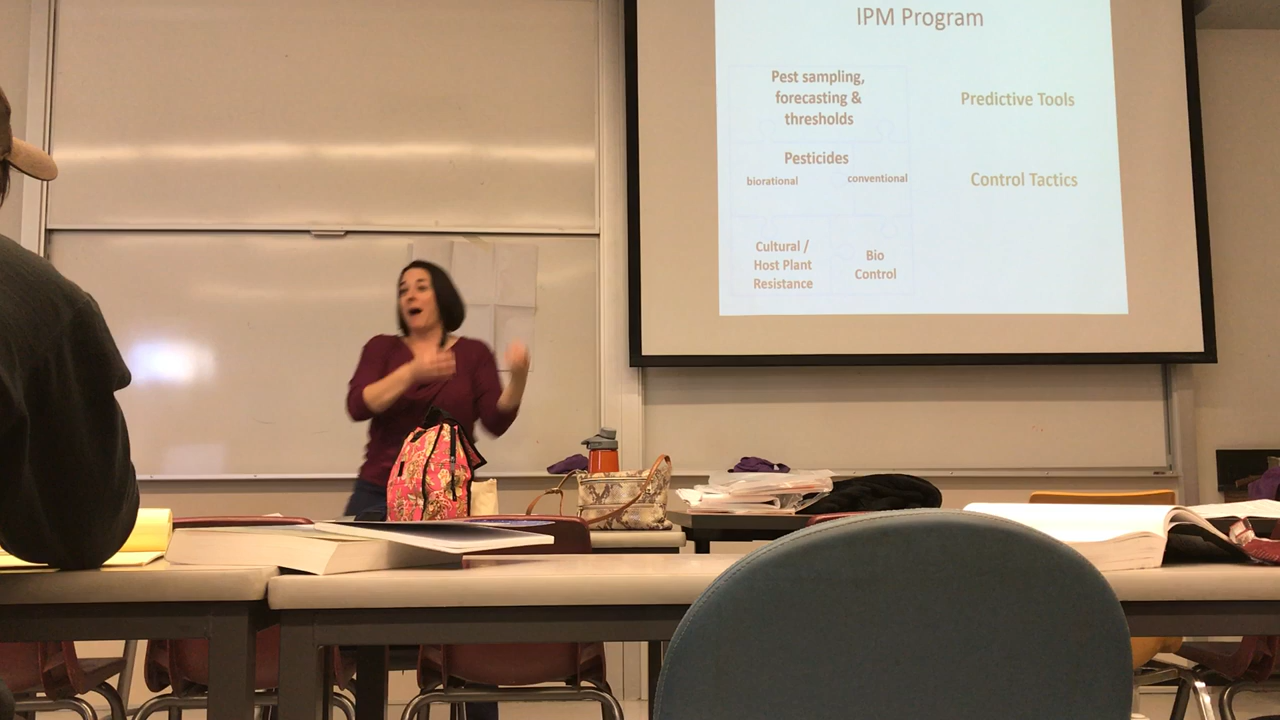 IPM Program
Pest sampling,
forecasting &
thresholds
Predictive Tools
Pesticides
biorational
conventional
Control Tactics
Cultural /
Host Plant
Resistance
Bio
Control